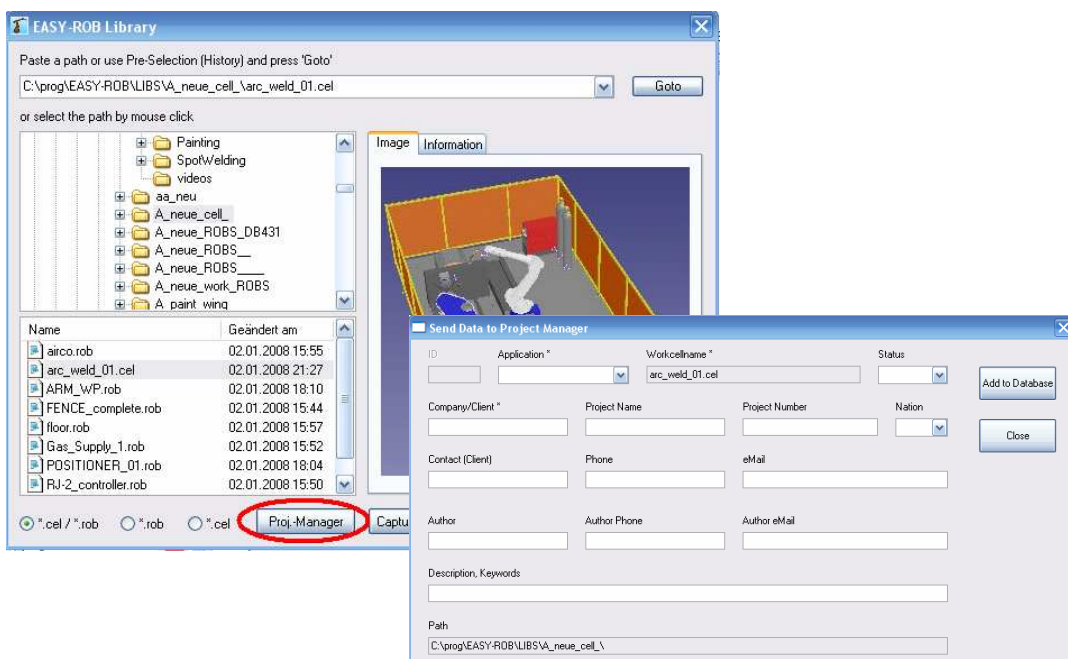 EASY-ROB Library
Paste a path or use Pre-Selection (History) and press 'Goto'
C:\prog\EASY-ROB\LIBS\A_neue_cell_\arc_weld_01.cel
Goto
or select the path by mouse click
Painting
SpotWelding
videos
aa_neu
A_neue_cell_
A_neue_ROBS_DB431
A_neue_ROBS__
A_neue_ROBS____
A_neue_work_ROBS
A_paint_wing
Image Information
Name Geändert am
airco.rob 02.01.2008 15:55
arc_weld_01.cel 02.01.2008 21:27
ARM_WP.rob 02.01.2008 18:10
FENCE_complete.rob 02.01.2008 15:44
floor.rob 02.01.2008 15:57
Gas_Supply_1.rob 02.01.2008 15:52
POSITIONER_01.rob 02.01.2008 18:04
RJ-2_controller.rob 02.01.2008 15:50
*.cel / *.rob *.rob *.cel Proj.-Manager Captu
Send Data to Project Manager
ID Application * Workcellname * Status
arc_weld_01.cel
Add to Database
Company/Client * Project Name Project Number Nation
Close
Contact (Client) Phone eMail
Author Author Phone Author eMail
Description, Keywords
Path
C:\prog\EASY-ROB\LIBS\A_neue_cell_\